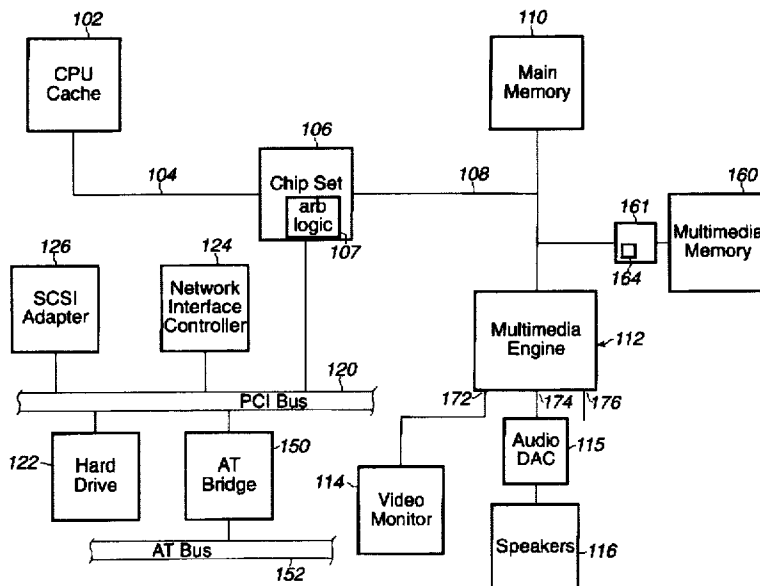 102
CPU
Cache
110
Main
Memory
106
Chip Set
arb
logic
107
104
108
160
Multimedia
Memory
161
164
126
SCSI
Adapter
124
Network
Interface
Controller
Multimedia
Engine
112
120
PCI Bus
172
174
176
122
Hard
Drive
150
AT
Bridge
114
Video
Monitor
Audio
DAC
115
AT Bus
152
Speakers
116